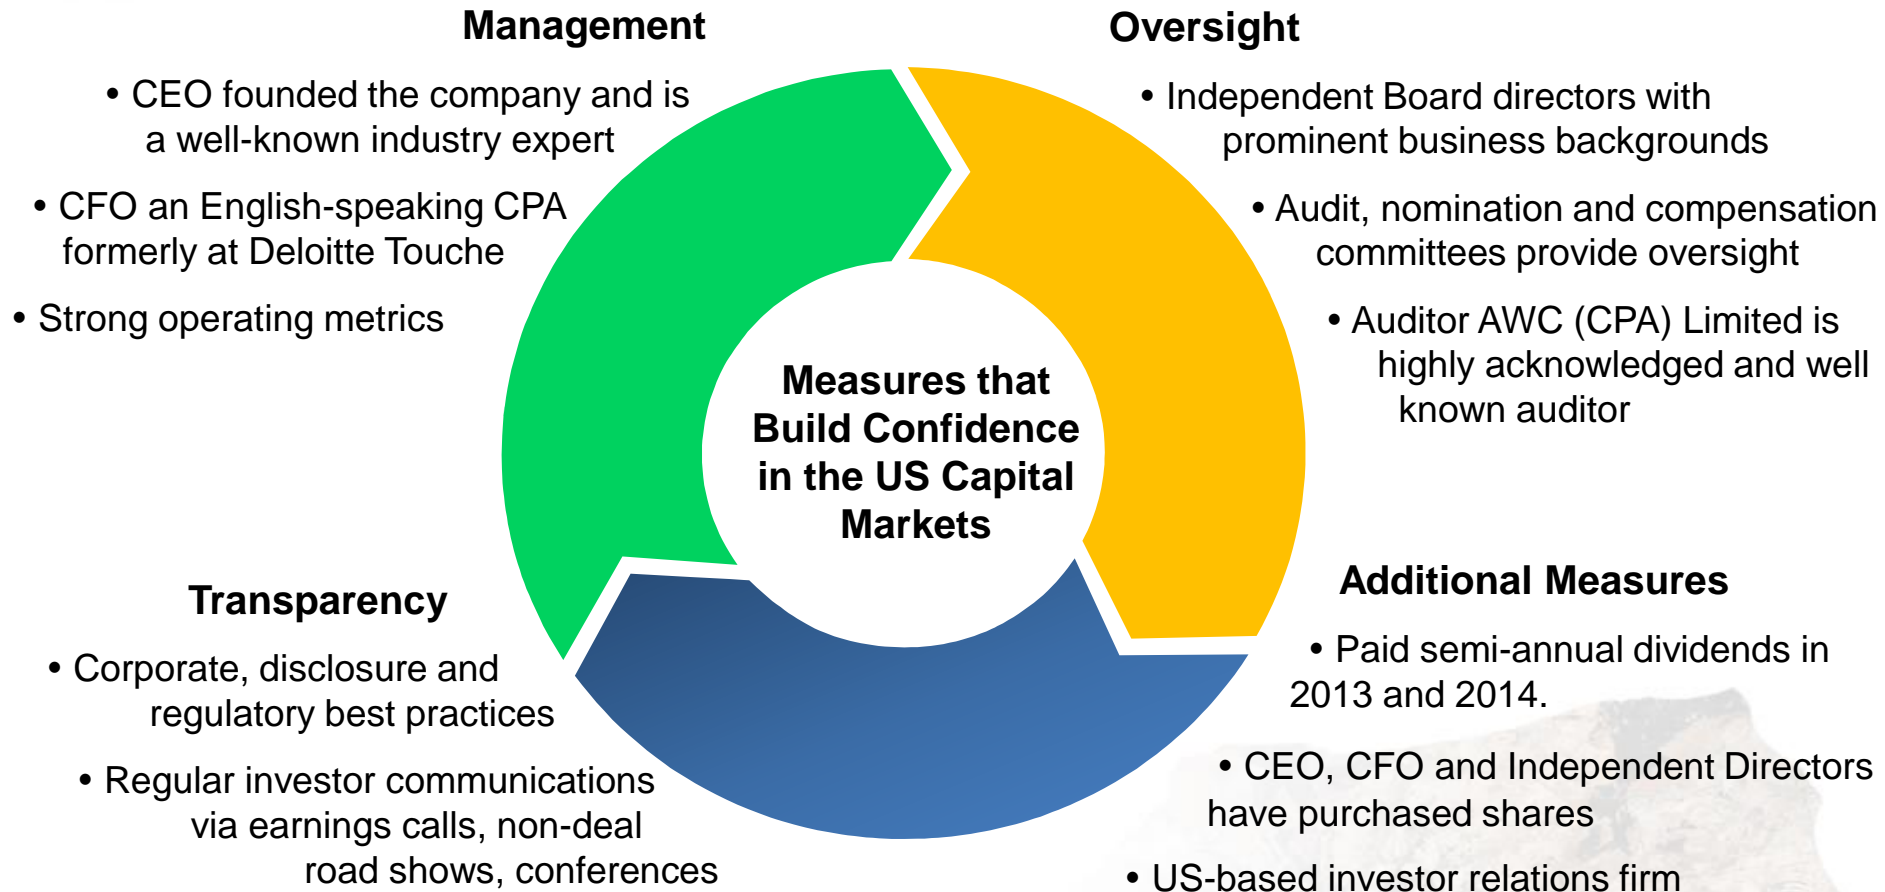 Management
• CEO founded the company and is
a well-known industry expert
• CFO an English-speaking CPA
formerly at Deloitte Touche
• Strong operating metrics
Oversight
• Independent Board directors with
prominent business backgrounds
• Audit, nomination and compensation
committees provide oversight
• Auditor AWC (CPA) Limited is
highly acknowledged and well
known auditor
Measures that
Build Confidence
in the US Capital
Markets
Transparency
• Corporate, disclosure and
regulatory best practices
• Regular investor communications
via earnings calls, non-deal
road shows, conferences
Additional Measures
• Paid semi-annual dividends in
2013 and 2014.
• CEO, CFO and Independent Directors
have purchased shares
• US-based investor relations firm